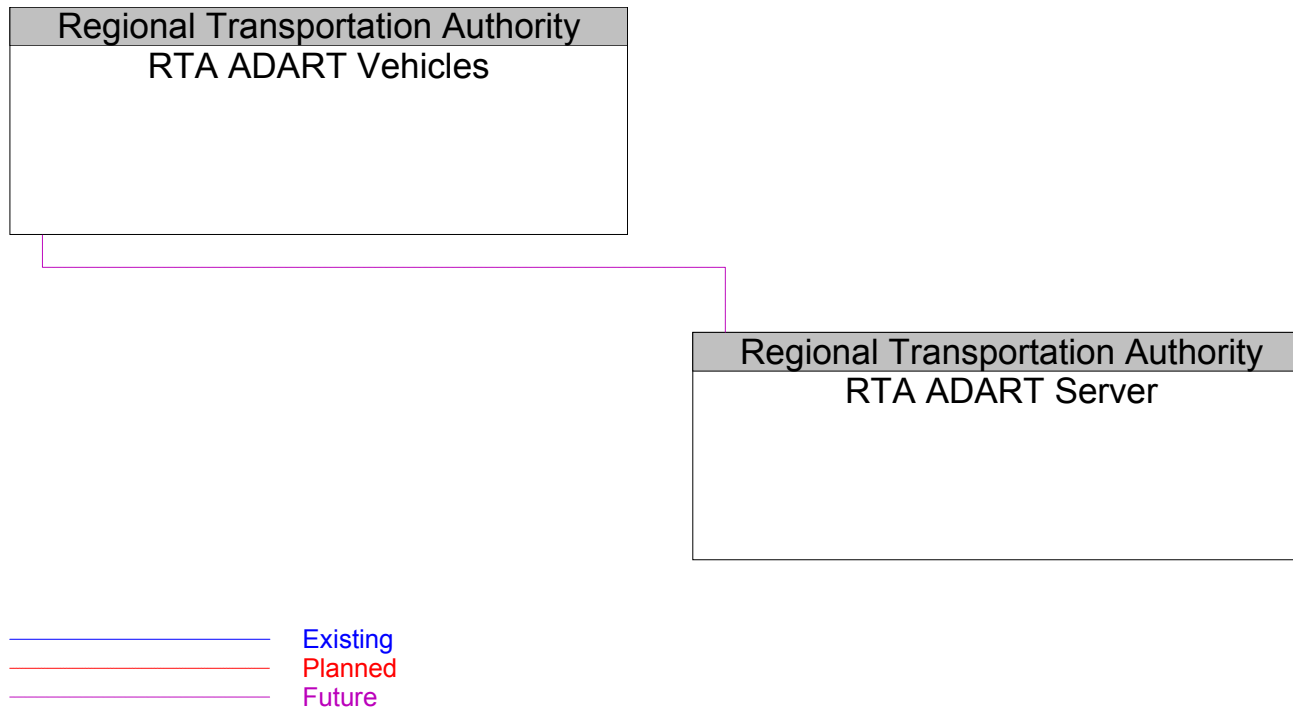 Regional Transportation Authority
RTA ADART Vehicles
Regional Transportation Authority
RTA ADART Server
Existing
Planned
Future